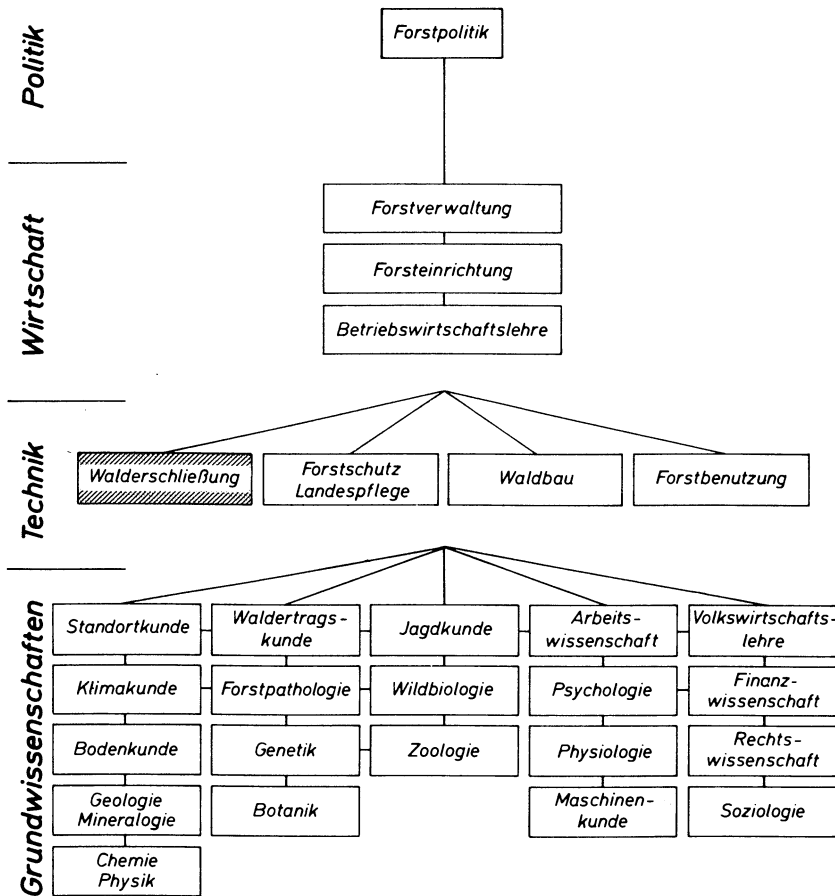 Politik
Forstpolitik
Wirtschaft
Forstverwaltung
Forsteinrichtung
Betriebswirtschaftslehre
Technik
Walderschließung
Forstschutz
Landespflege
Waldbau
Forstbenutzung
Grundwissenschaften
Standortkunde
Waldertrags-
kunde
Jagdkunde
Arbeits-
wissenschaft
Volkswirtschafts-
lehre
Klimakunde
Forstpathologie
Wildbiologie
Psychologie
Finanz-
wissenschaft
Bodenkunde
Genetik
Zoologie
Physiologie
Rechts-
wissenschaft
Geologie
Mineralogie
Botanik
Maschinen-
kunde
Soziologie
Chemie
Physik